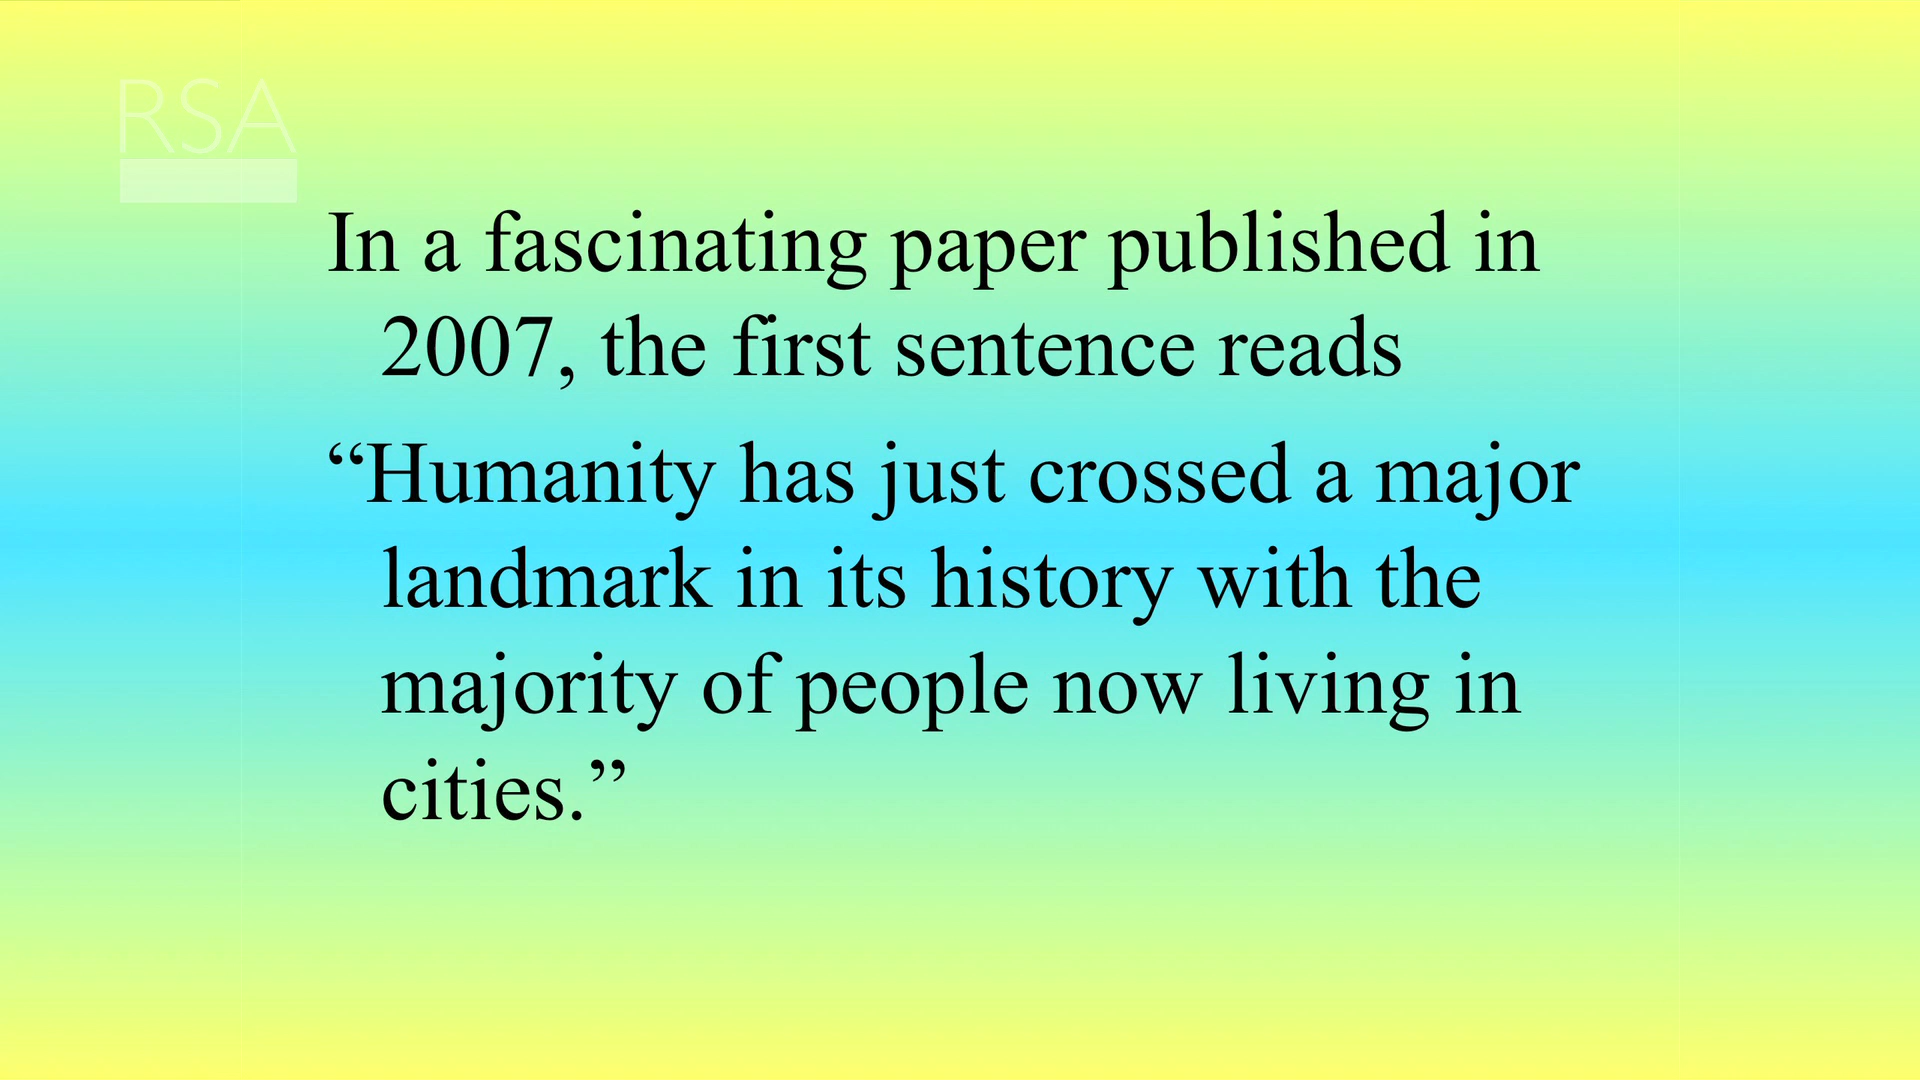 RSA
In a fascinating paper published in
2007, the first sentence reads
“Humanity has just crossed a major
landmark in its history with the
majority of people now living in
cities.”